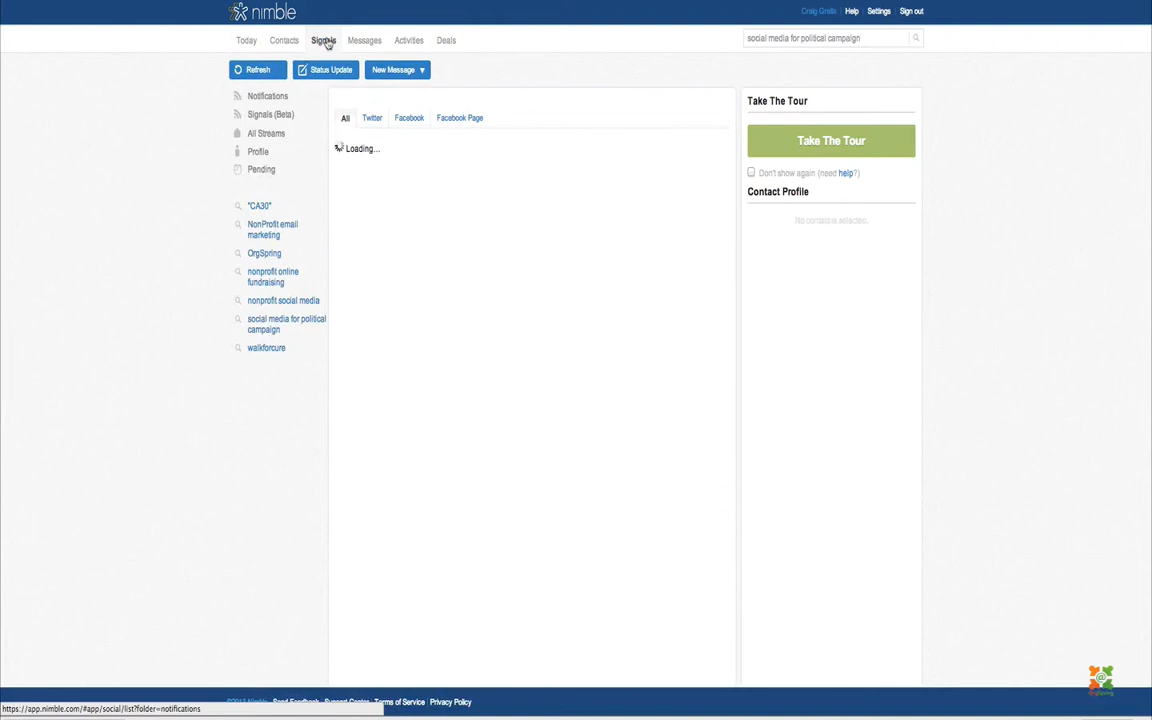 nimble
Craig Grella Help Settings Sign out
Today Contacts Signals Messages Activities Deals
social media for political campaign
Refresh Status Update New Message
Notifications
Signals (Beta)
All Streams
Profile
Pending
"CA30"
NonProfit email
marketing
OrgSpring
nonprofit online
fundraising
nonprofit social media
social media for political
campaign
walkforcure
All Twitter Facebook Facebook Page
Loading...
Take The Tour
Take The Tour
Don't show again (need help?)
Contact Profile
No contacts selected.
Send Feedback Support Center Terms of Service Privacy Policy
https://app.nimble.com/#app/social/list?folder=notifications